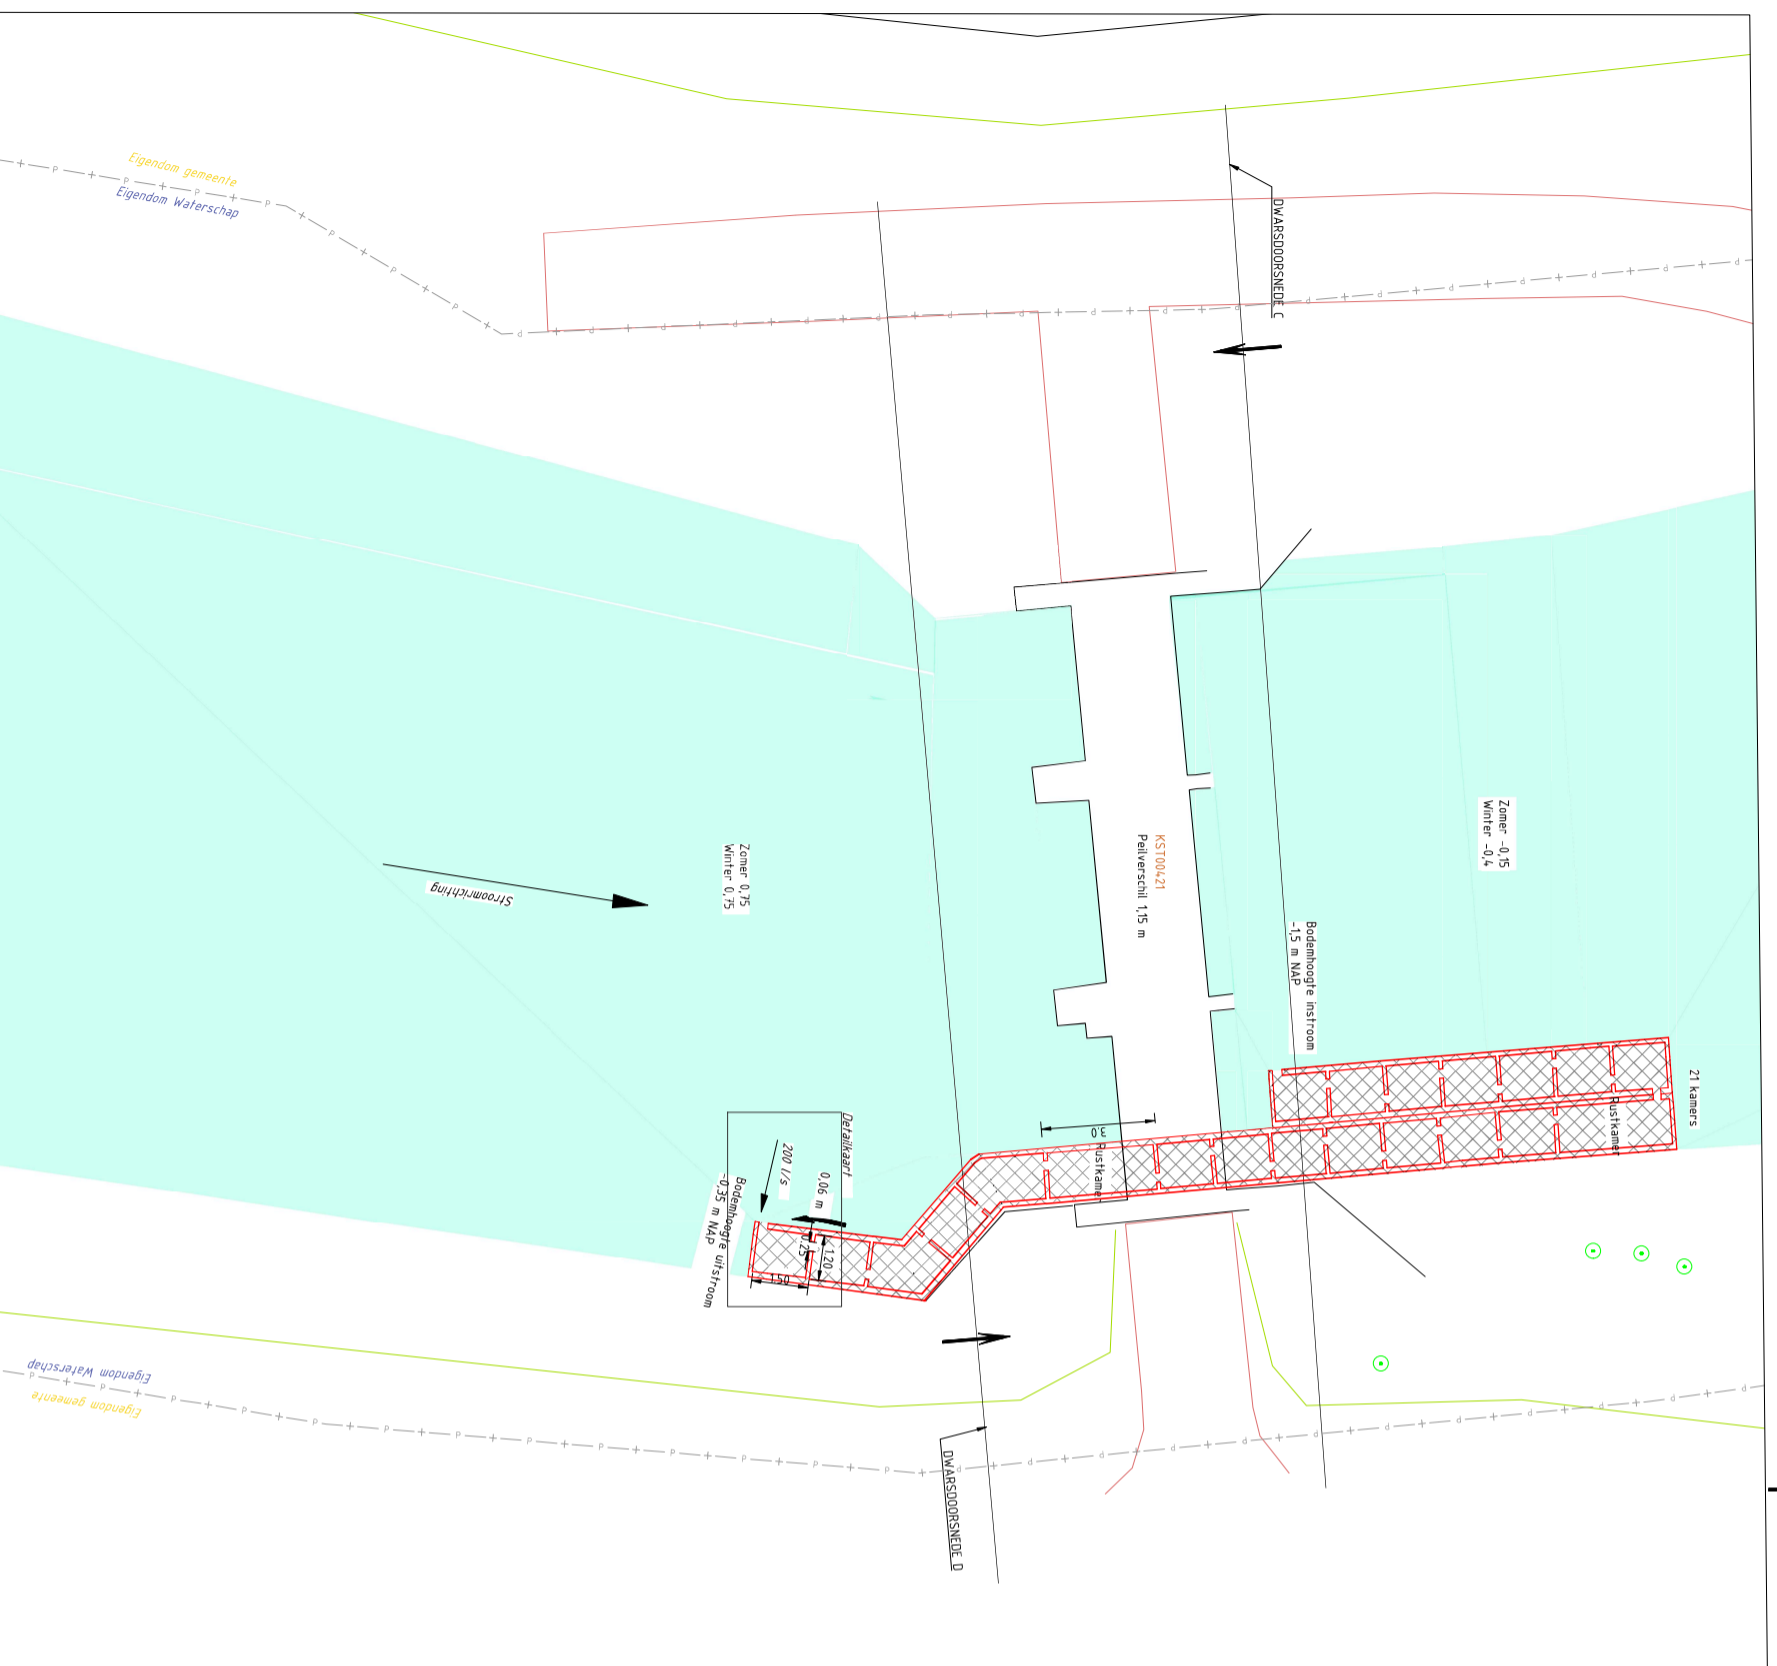 Eigendom gemeente
Eigendom Waterschap
DWARSDOORSNEDE C
Zomer 0,75
Winter 0,75
Stroomrichting
KST00421
Peilverschil 1,15 m
Zomer -0,15
Winter -0,4
Bodemhoogte instroom
-1,5 m NAP
21 kamers
Rustkamer
3.0
Rustkamer
Detailkaart
200 l/s
0,06 m
0.25
1.20
1.50
Bodemhoogte uitstroom
-0,35 m NAP
Eigendom Waterschap
Eigendom gemeente
DWARSDOORSNEDE D